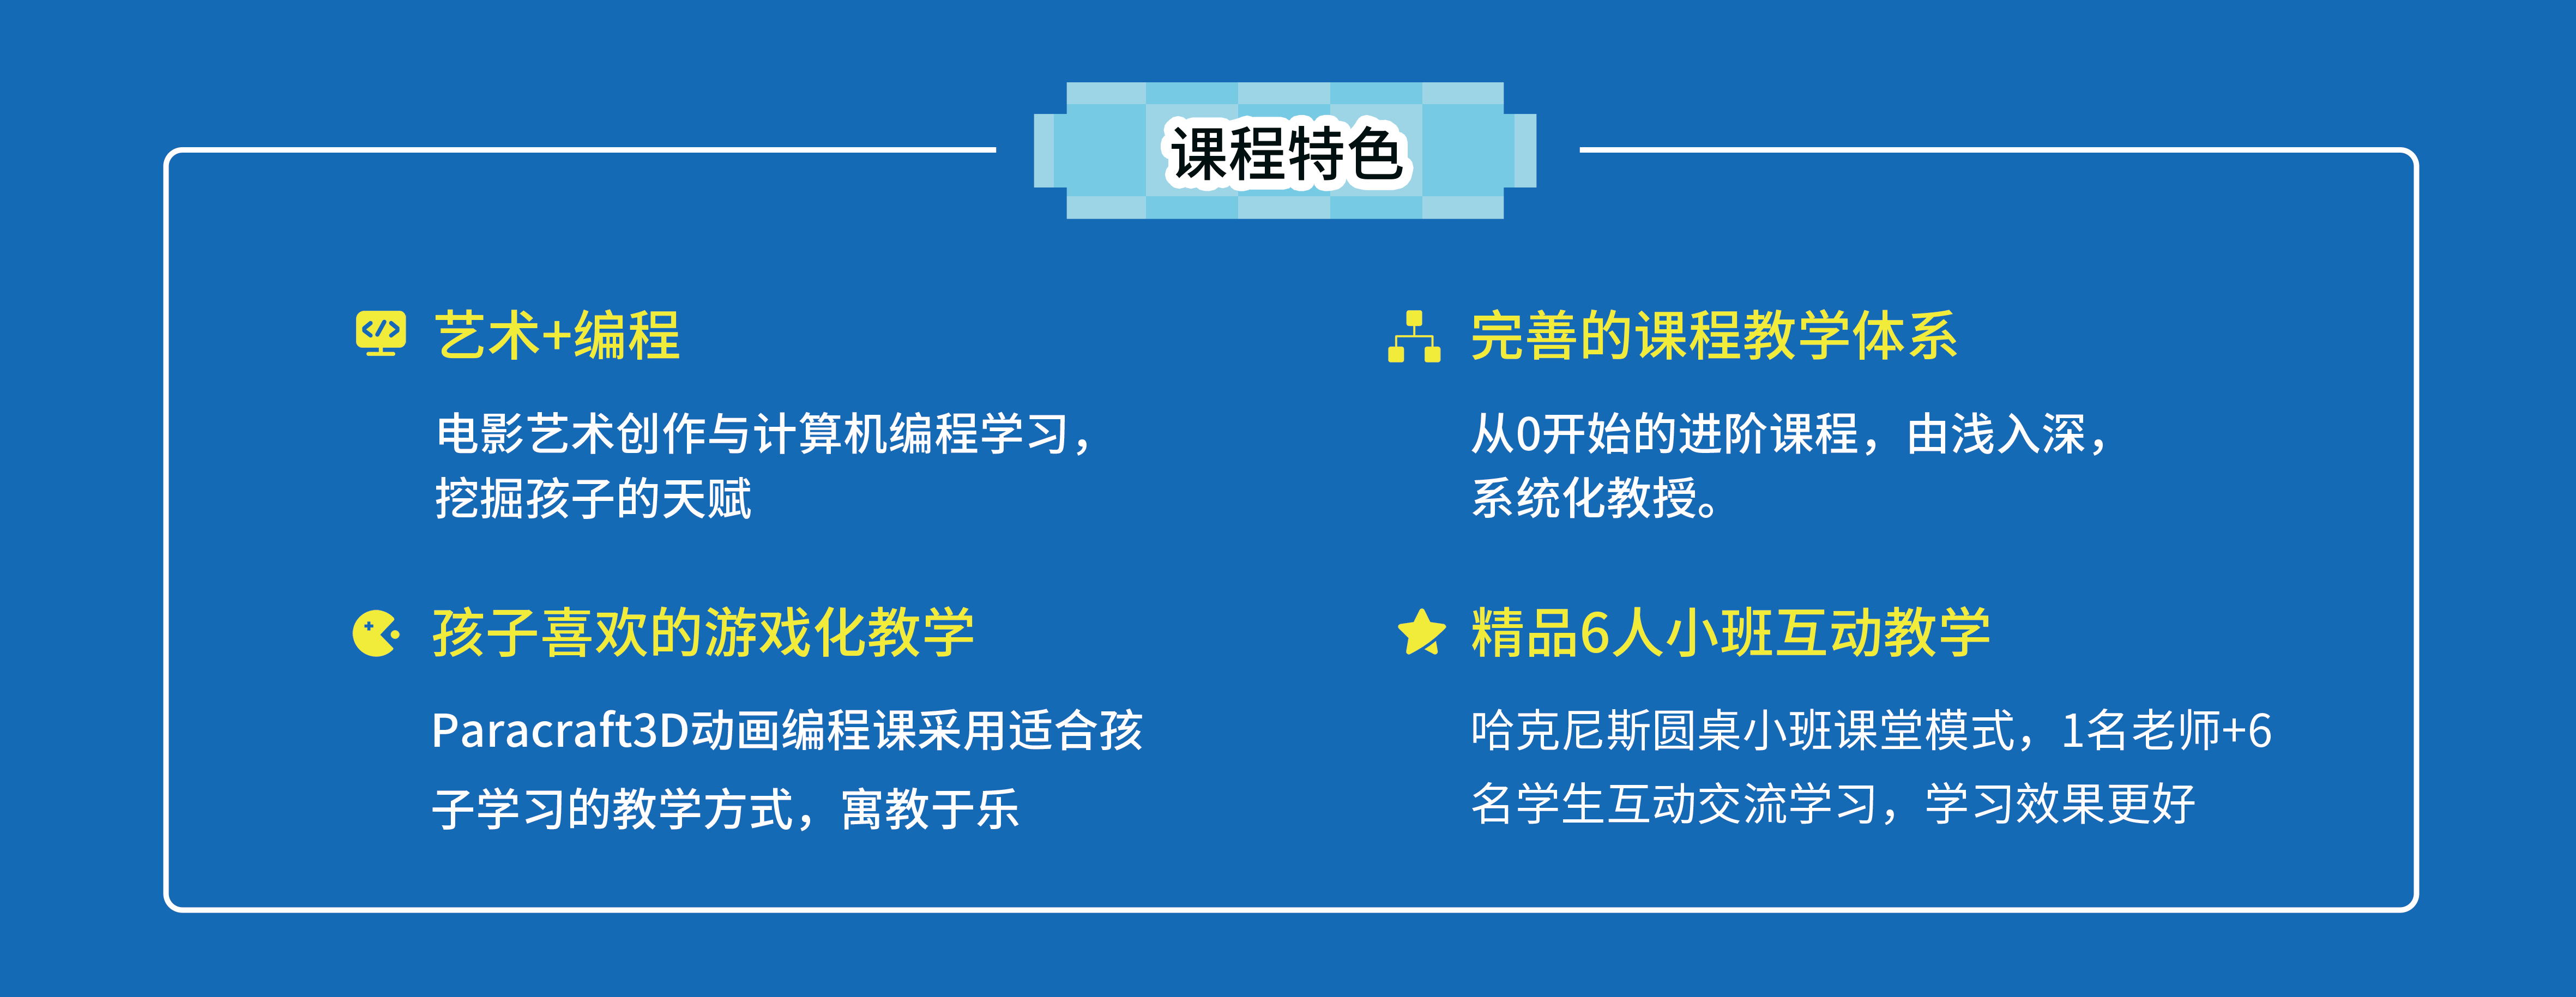 课程特色
艺术+编程
电影艺术创作与计算机编程学习，
挖掘孩子的天赋
完善的课程教学体系
从0开始的进阶课程，由浅入深，
系统化教授。
孩子喜欢的游戏化教学
Paracraft3D动画编程课采用适合孩
子学习的教学方式，寓教于乐
精品6人小班互动教学
哈克尼斯圆桌小班课堂模式，1名老师+6
名学生互动交流学习，学习效果更好